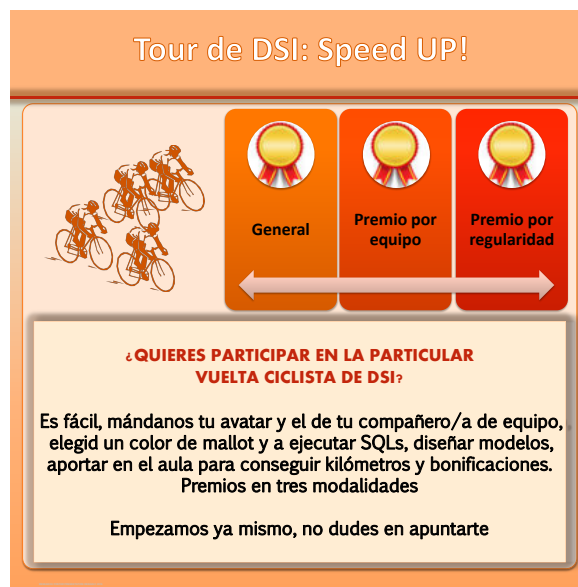 Tour de DSI: Speed UP!
General
Premio por
equipo
Premio por
regularidad
¿QUIERES PARTICIPAR EN LA PARTICULAR
VUELTA CICLISTA DE DSI?
Es fácil, mándanos tu avatar y el de tu compañero/a de equipo,
elegid un color de mallot y a ejecutar SQLs, diseñar modelos,
aportar en el aula para conseguir kilómetros y bonificaciones.
Premios en tres modalidades
Empezamos ya mismo, no dudes en apuntarte